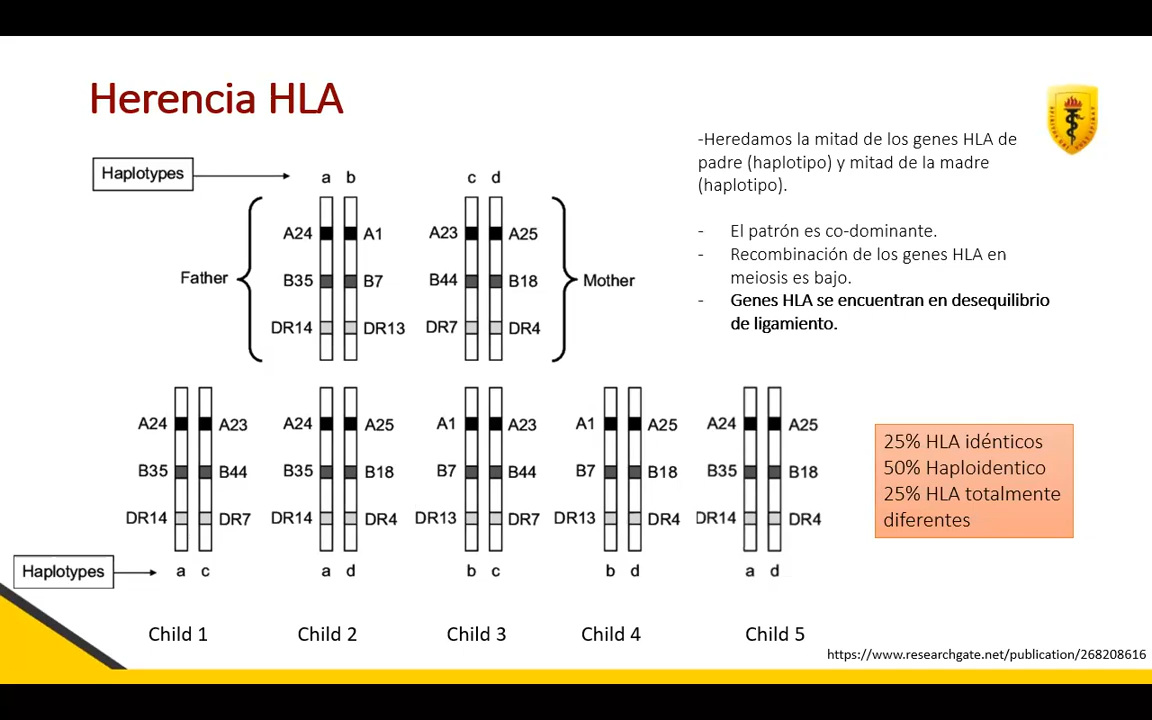 Herencia HLA
Haplotypes
a b c d
A24 A1 A23 A25
Father B35 B7 B44 B18 Mother
DR14 DR13 DR7 DR4
-Heredamos la mitad de los genes HLA de
padre (haplotipo) y mitad de la madre
(haplotipo).
- El patrón es co-dominante.
- Recombinación de los genes HLA en
meiosis es bajo.
- Genes HLA se encuentran en desequilibrio
de ligamiento.
A24 A23 A24 A25 A1 A23 A1 A25 A24 A25
B35 B44 B35 B18 B7 B44 B7 B18 B35 B18
DR14 DR7 DR14 DR4 DR13 DR7 DR13 DR4 DR14 DR4
Haplotypes a c a d b c b d a d
Child 1 Child 2 Child 3 Child 4 Child 5
25% HLA idénticos
50% Haploidentico
25% HLA totalmente
diferentes
https://www.researchgate.net/publication/268208616